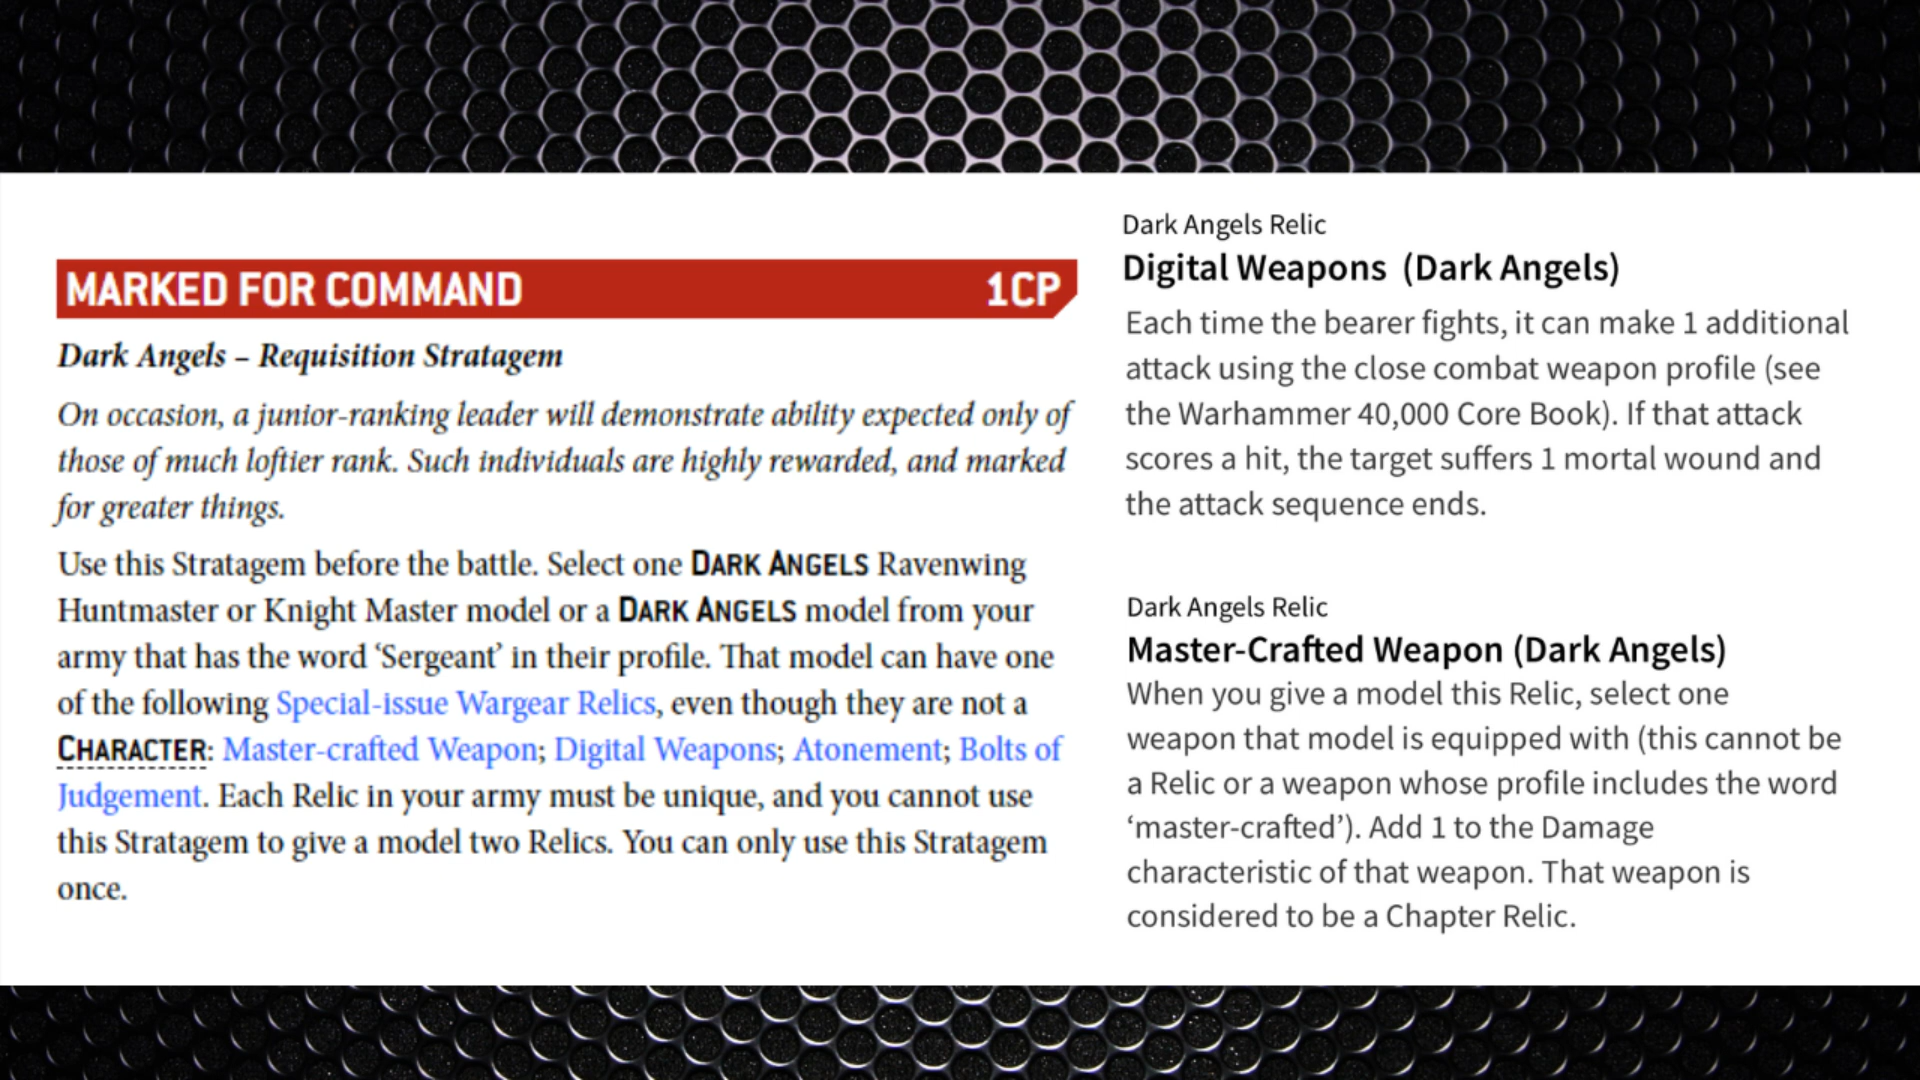 MARKED FOR COMMAND 1CP
Dark Angels – Requisition Stratagem
On occasion, a junior-ranking leader will demonstrate ability expected only of
those of much loftier rank. Such individuals are highly rewarded, and marked
for greater things.
Use this Stratagem before the battle. Select one DARK ANGELS Ravenwing
Huntmaster or Knight Master model or a DARK ANGELS model from your
army that has the word ‘Sergeant’ in their profile. That model can have one
of the following Special-issue Wargear Relics, even though they are not a
CHARACTER: Master-crafted Weapon; Digital Weapons; Atonement; Bolts of
Judgement. Each Relic in your army must be unique, and you cannot use
this Stratagem to give a model two Relics. You can only use this Stratagem
once.
Dark Angels Relic
Digital Weapons (Dark Angels)
Each time the bearer fights, it can make 1 additional
attack using the close combat weapon profile (see
the Warhammer 40,000 Core Book). If that attack
scores a hit, the target suffers 1 mortal wound and
the attack sequence ends.
Dark Angels Relic
Master-Crafted Weapon (Dark Angels)
When you give a model this Relic, select one
weapon that model is equipped with (this cannot be
a Relic or a weapon whose profile includes the word
‘master-crafted’). Add 1 to the Damage
characteristic of that weapon. That weapon is
considered to be a Chapter Relic.